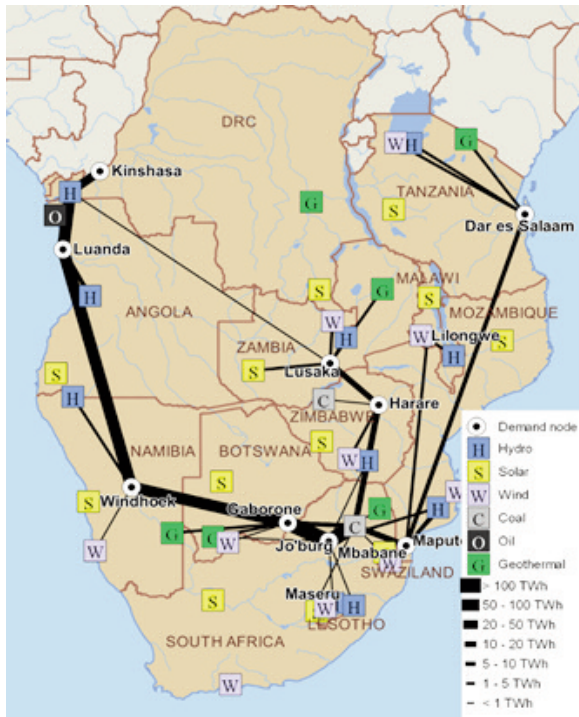 DRC
W
H
G
Kinshasa
TANZANIA
H
G
S
O
Dar es Salaam
Luanda
MALAWI
H
S
G
S
ANGOLA
W
MOZAMBIQUE
ZAMBIA
H
W
Lilongwe
S
S
S
H
Lusaka
H
C
Harare
ZIMBABWE
NAMIBIA
BOTSWANA
S
W
H
Demand node
H Hydro
S Solar
W Wind
C Coal
O Oil
G Geothermal
> 100 TWh
50 - 100 TWh
20 - 50 TWh
10 - 20 TWh
5 - 10 TWh
1 - 5 TWh
< 1 TWh
Windhoek
S
S
Gaborone
G
H
W
G
G
W
C
W
Jo'burg
Mbabane
Maputo
S
W
SWAZILAND
S
Maseru
W
H
S
LESOTHO
SOUTH AFRICA
W